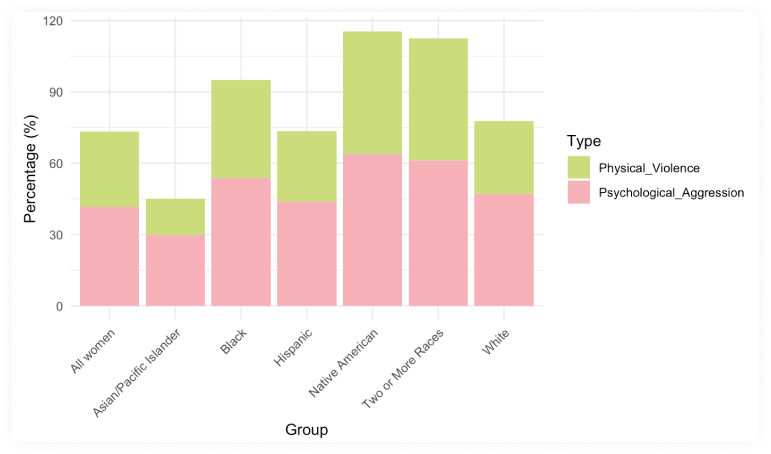 120
90
60
30
0
Percentage (%)
All women
Asian/Pacific Islander
Black
Hispanic
Native American
Two or More Races
White
Group
Type
Physical_Violence
Psychological_Aggression